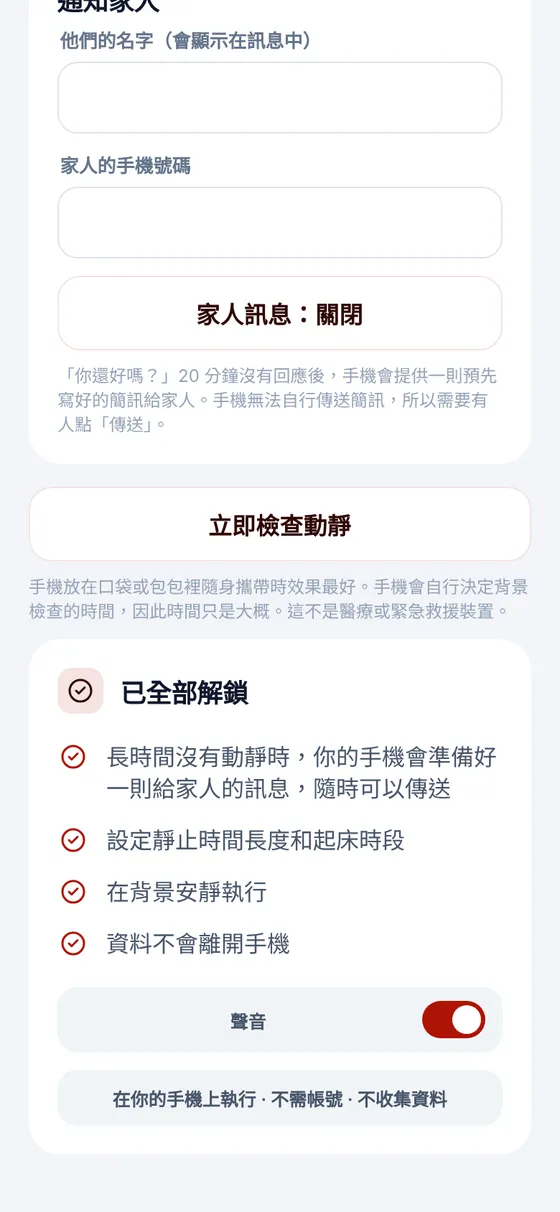 通知家人
他們的名字（會顯示在訊息中）
家人的手機號碼
家人訊息：關閉
「你還好嗎？」20 分鐘沒有回應後，手機會提供一則預先
寫好的簡訊給家人。手機無法自行傳送簡訊，所以需要有
人點「傳送」。
立即檢查動靜
手機放在口袋或包包裡隨身攜帶時效果最好。手機會自行決定背景
檢查的時間，因此時間只是大概。這不是醫療或緊急救援裝置。
已全部解鎖
長時間沒有動靜時，你的手機會準備好
一則給家人的訊息，隨時可以傳送
設定靜止時間長度和起床時段
在背景安靜執行
資料不會離開手機
聲音
在你的手機上執行 · 不需帳號 · 不收集資料